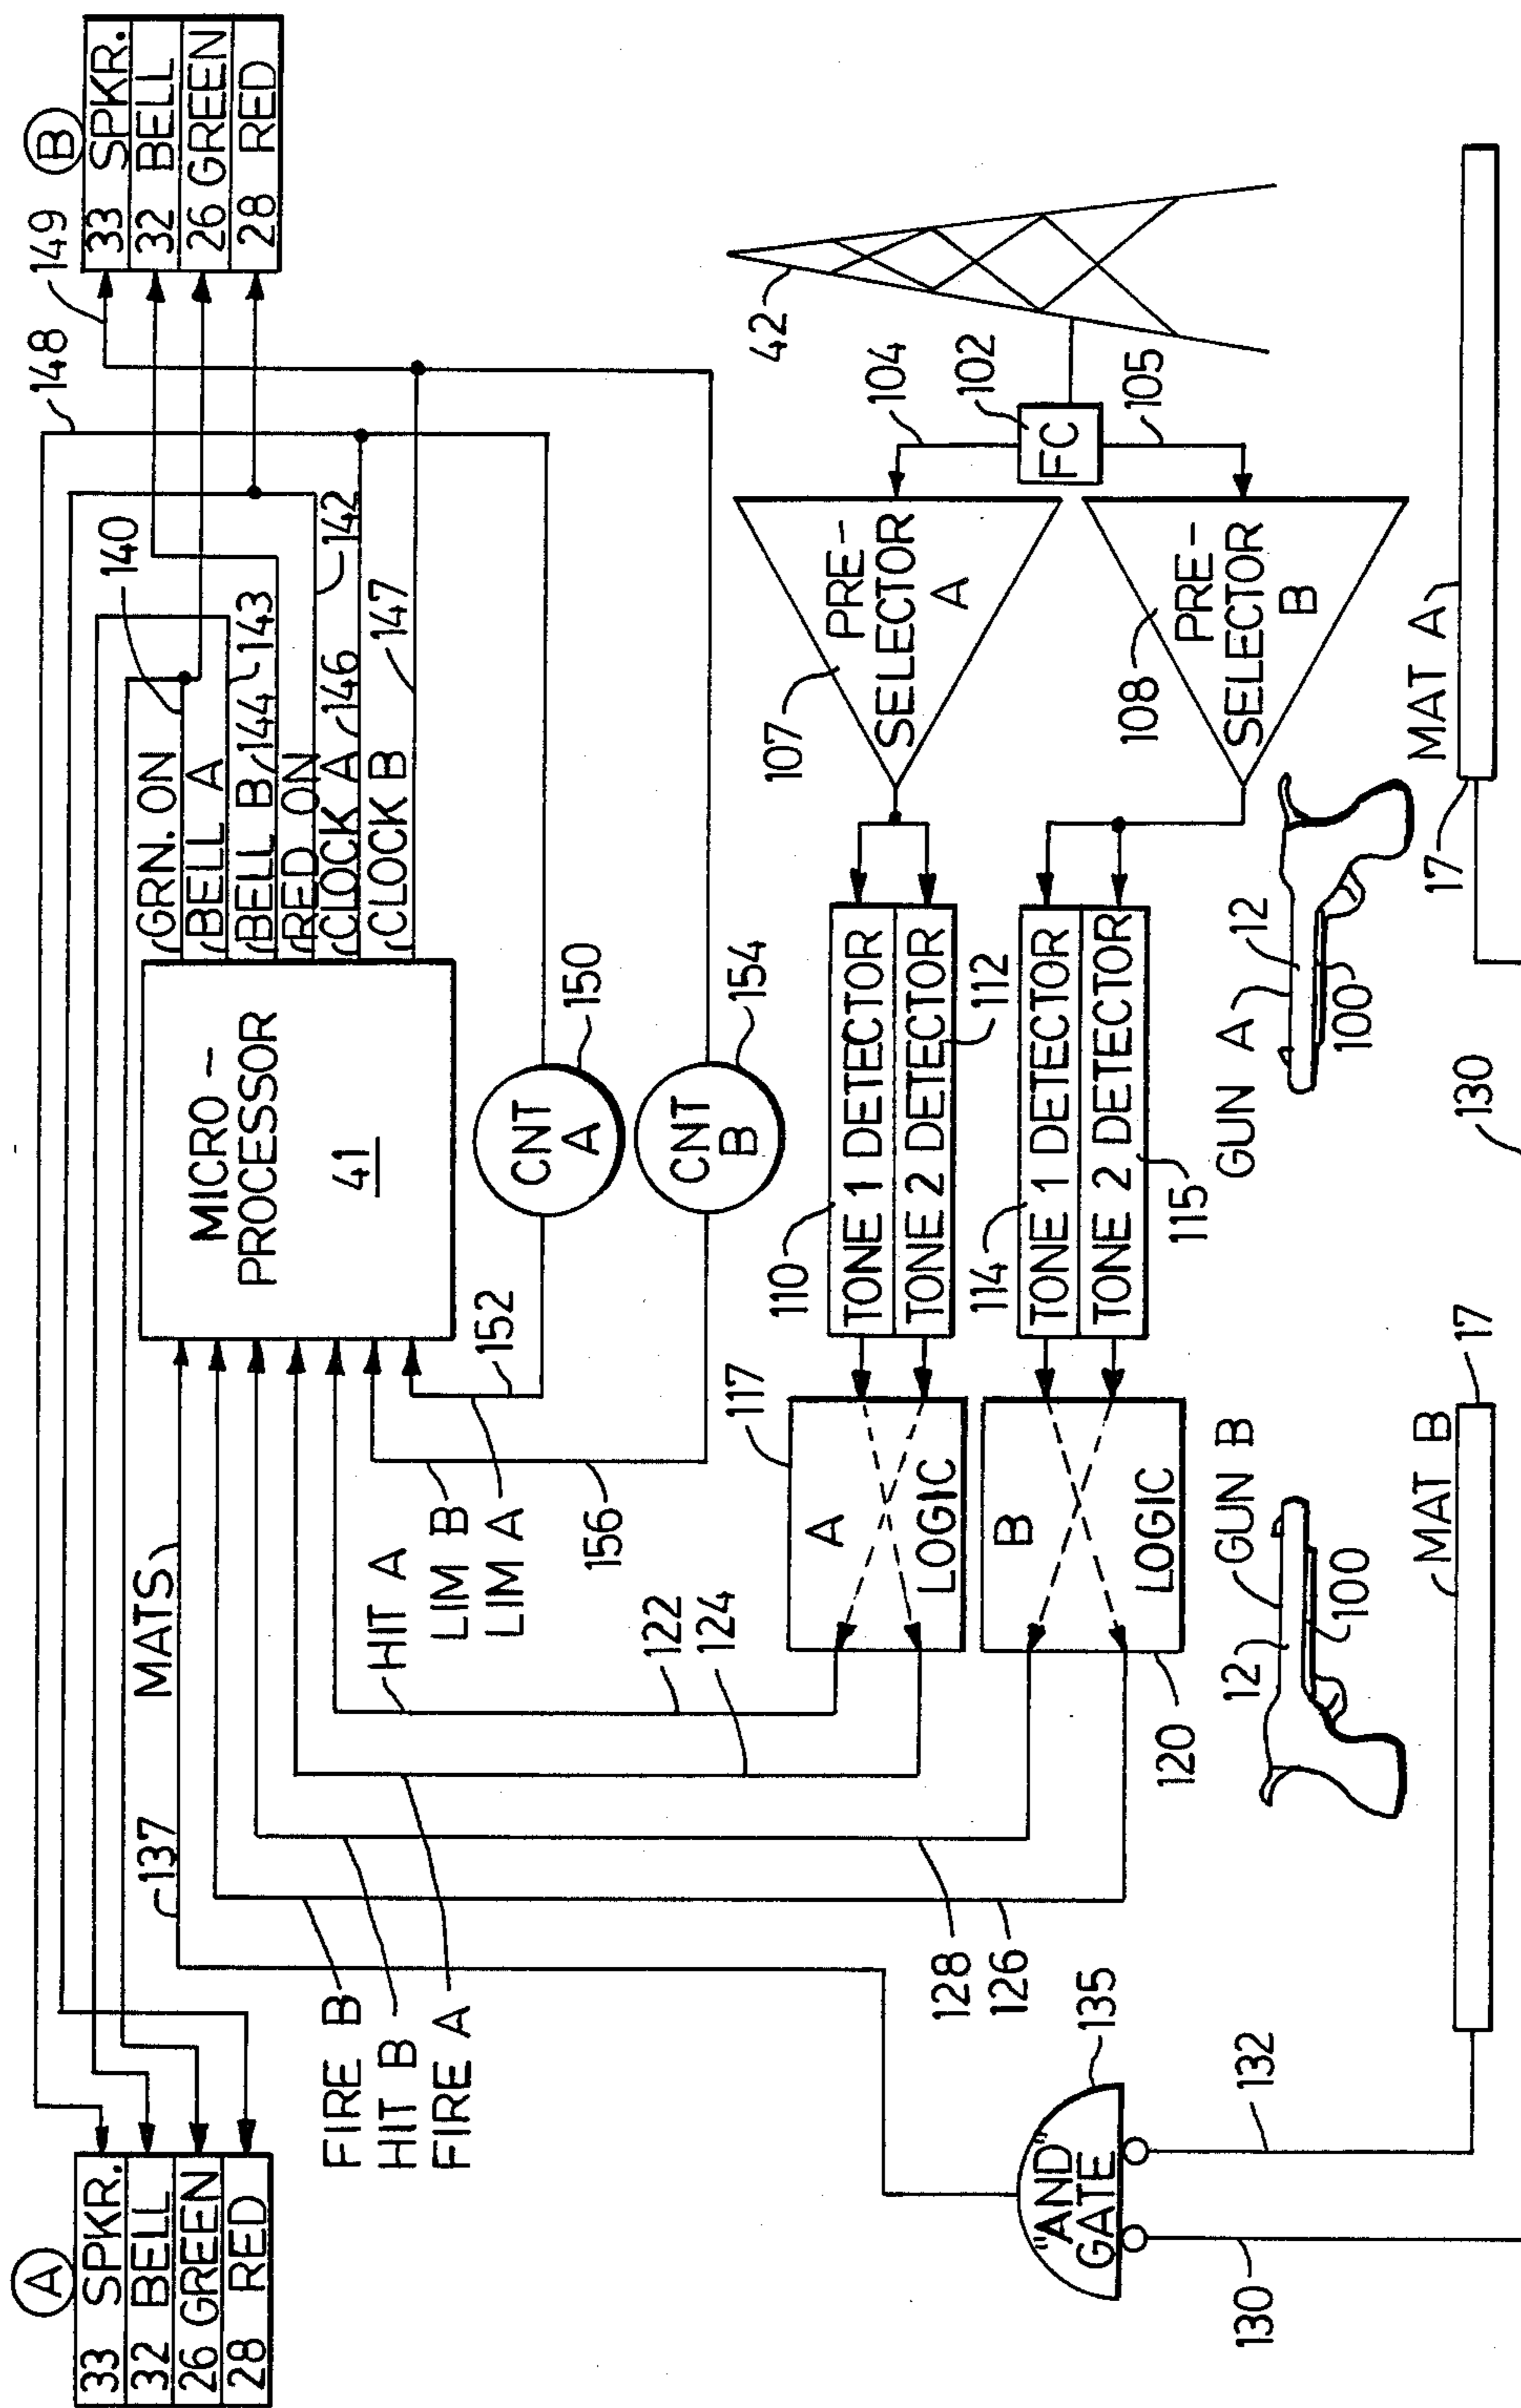 A
33 SPKR.
32 BELL
26 GREEN
28 RED
148
149
B
33 SPKR.
32 BELL
26 GREEN
28 RED
137
MATS
MICRO-
PROCESSOR
41
GRN. ON
140
BELL A
143
BELL B
144
RED ON
142
CLOCK A
146
CLOCK B
147
FIRE B
HIT B
FIRE A
HIT A
LIM B
LIM A
152
156
CNT
A
150
CNT
B
154
122
124
128
126
117
A
LOGIC
B
LOGIC
120
110
TONE 1 DETECTOR
TONE 2 DETECTOR
112
114
TONE 1 DETECTOR
TONE 2 DETECTOR
115
107
PRE-
SELECTOR
A
108
PRE-
SELECTOR
B
104
102
FC
105
42
135
"AND"
GATE
130
132
GUN B
12
100
GUN A
12
100
MAT B
17
130
17
MAT A